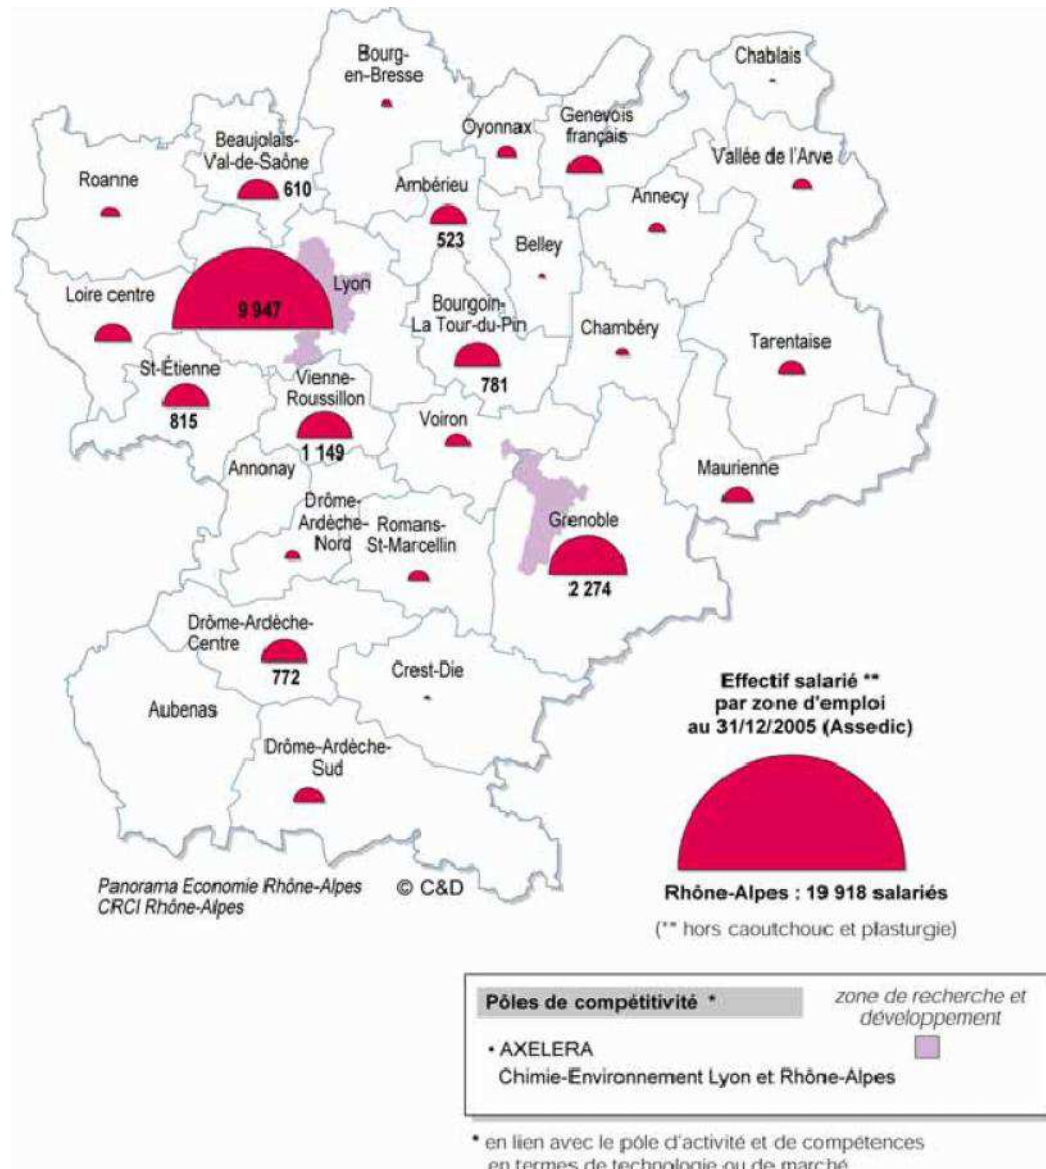 Chablais
Bourg-
en-Bresse
Oyonnax
Genevois
français
Beaujolais-
Val-de-Saône
610
Vallée de l'Arve
Roanne
Ambérieu
523
Annecy
Belley
Lyon
9 947
Loire centre
Bourgoin-
La Tour-du-Pin
781
Chambéry
Tarentaise
St-Étienne
815
Vienne-
Roussillon
1 149
Voiron
Annonay
Maurienne
Drôme-
Ardèche-
Nord
Romans-
St-Marcellin
Grenoble
2 274
Drôme-Ardèche-
Centre
772
Crest-Die
Aubenas
Drôme-Ardèche-
Sud
Effectif salarié **
par zone d'emploi
au 31/12/2005 (Assedic)
Rhône-Alpes : 19 918 salariés
(** hors caoutchouc et plasturgie)
Panorama Economie Rhône-Alpes
CRCI Rhône-Alpes
© C&D
Pôles de compétitivité *
zone de recherche et
développement
• AXELERA
Chimie-Environnement Lyon et Rhône-Alpes
* en lien avec le pôle d'activité et de compétences
en termes de technologie ou de marché